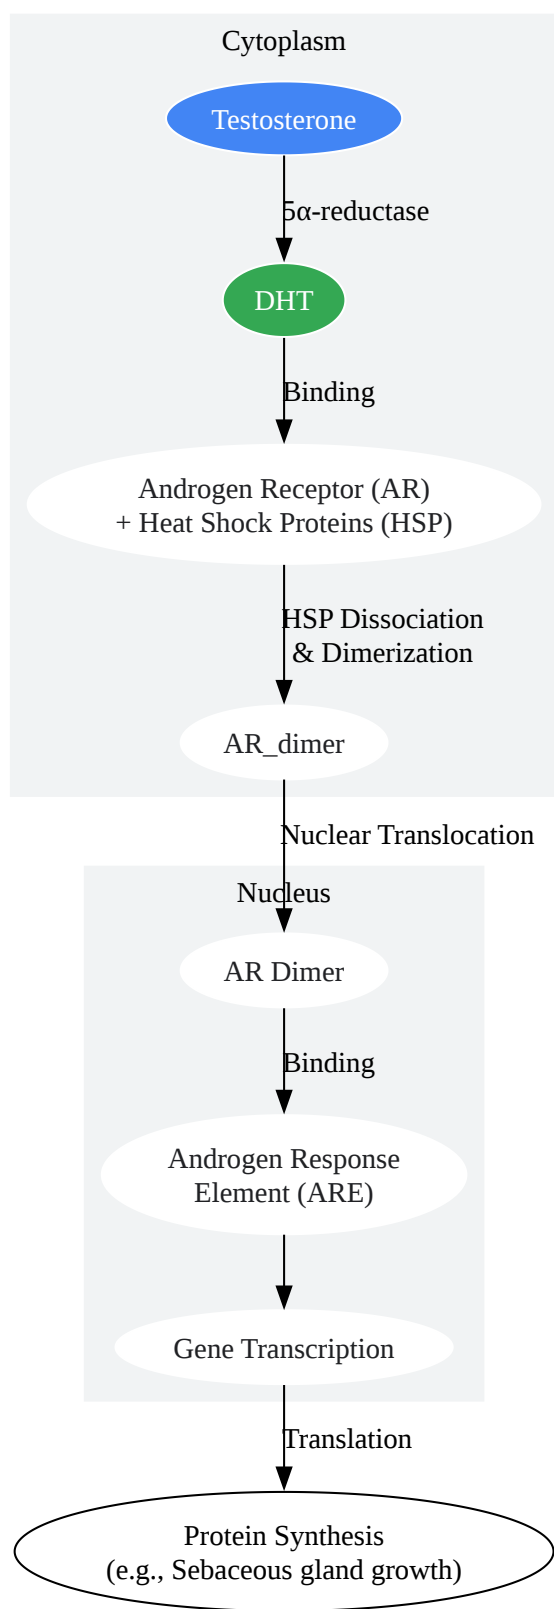 Cytoplasm
Testosterone
5α-reductase
DHT
Binding
Androgen Receptor (AR)
+ Heat Shock Proteins (HSP)
HSP Dissociation
& Dimerization
AR_dimer
Nuclear Translocation
Nucleus
AR Dimer
Binding
Androgen Response
Element (ARE)
Gene Transcription
Translation
Protein Synthesis
(e.g., Sebaceous gland growth)